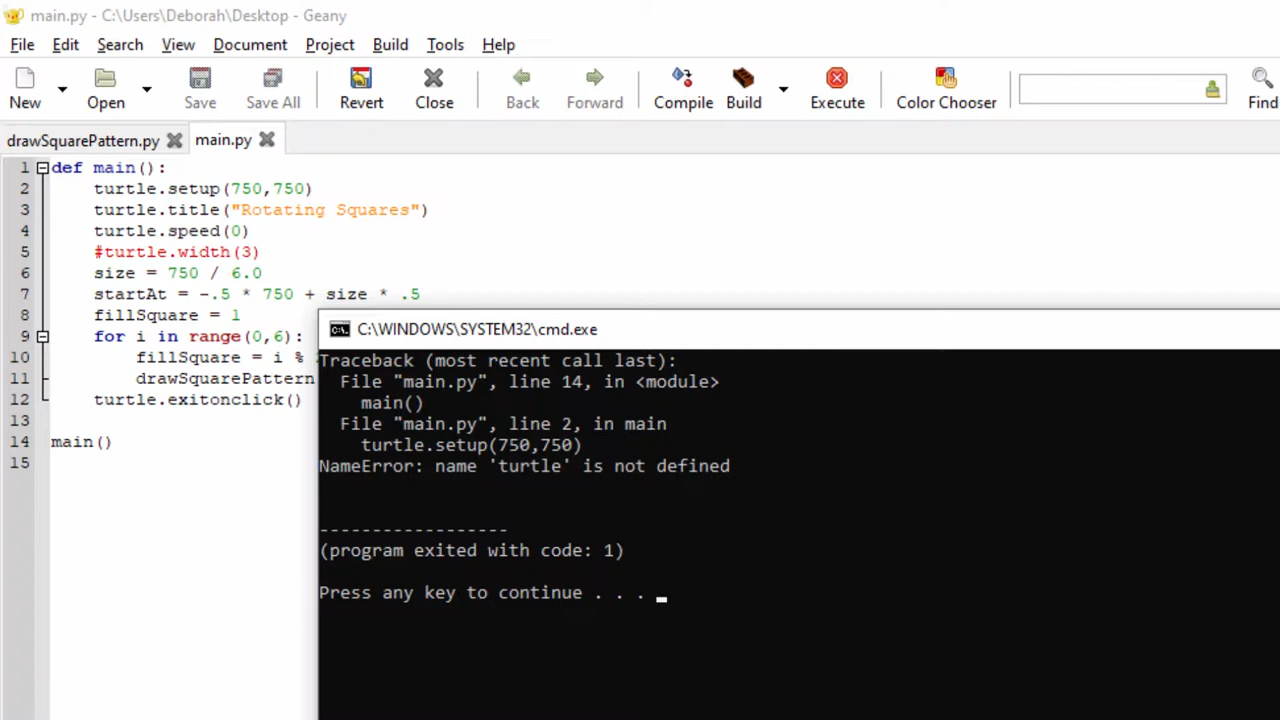 main.py - C:\Users\Deborah\Desktop - Geany
File Edit Search View Document Project Build Tools Help
New Open Save Save All Revert Close Back Forward Compile Build Execute Color Chooser Find
drawSquarePattern.py main.py
1 def main():
2 turtle.setup(750,750)
3 turtle.title("Rotating Squares")
4 turtle.speed(0)
5 #turtle.width(3)
6 size = 750 / 6.0
7 startAt = -.5 * 750 + size * .5
8 fillSquare = 1
9 for i in range(0,6):
10 fillSquare = i %
11 drawSquarePattern
12 turtle.exitonclick()
13
14 main()
15
C:\WINDOWS\SYSTEM32\cmd.exe
Traceback (most recent call last):
File "main.py", line 14, in <module>
main()
File "main.py", line 2, in main
turtle.setup(750,750)
NameError: name 'turtle' is not defined
------------------
(program exited with code: 1)
Press any key to continue . . .